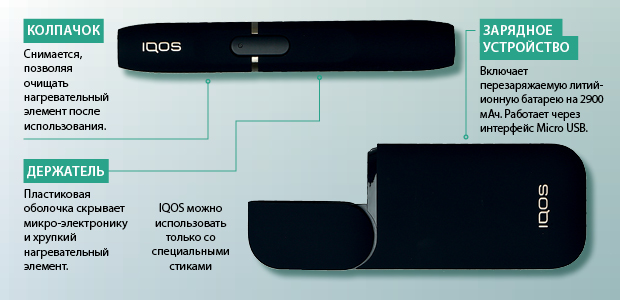 КОЛПАЧОК
Снимается,
позволяя
очищать
нагревательный
элемент после
использования.
IQOS
ЗАРЯДНОЕ
УСТРОЙСТВО
Включает
перезаряжаемую литий-
ионную батарею на 2900
мАч. Работает через
интерфейс Micro USB.
ДЕРЖАТЕЛЬ
Пластиковая
оболочка скрывает
микро-электронику
и хрупкий
нагревательный
элемент.
IQOS можно
использовать
только со
специальными
стиками
IQOS